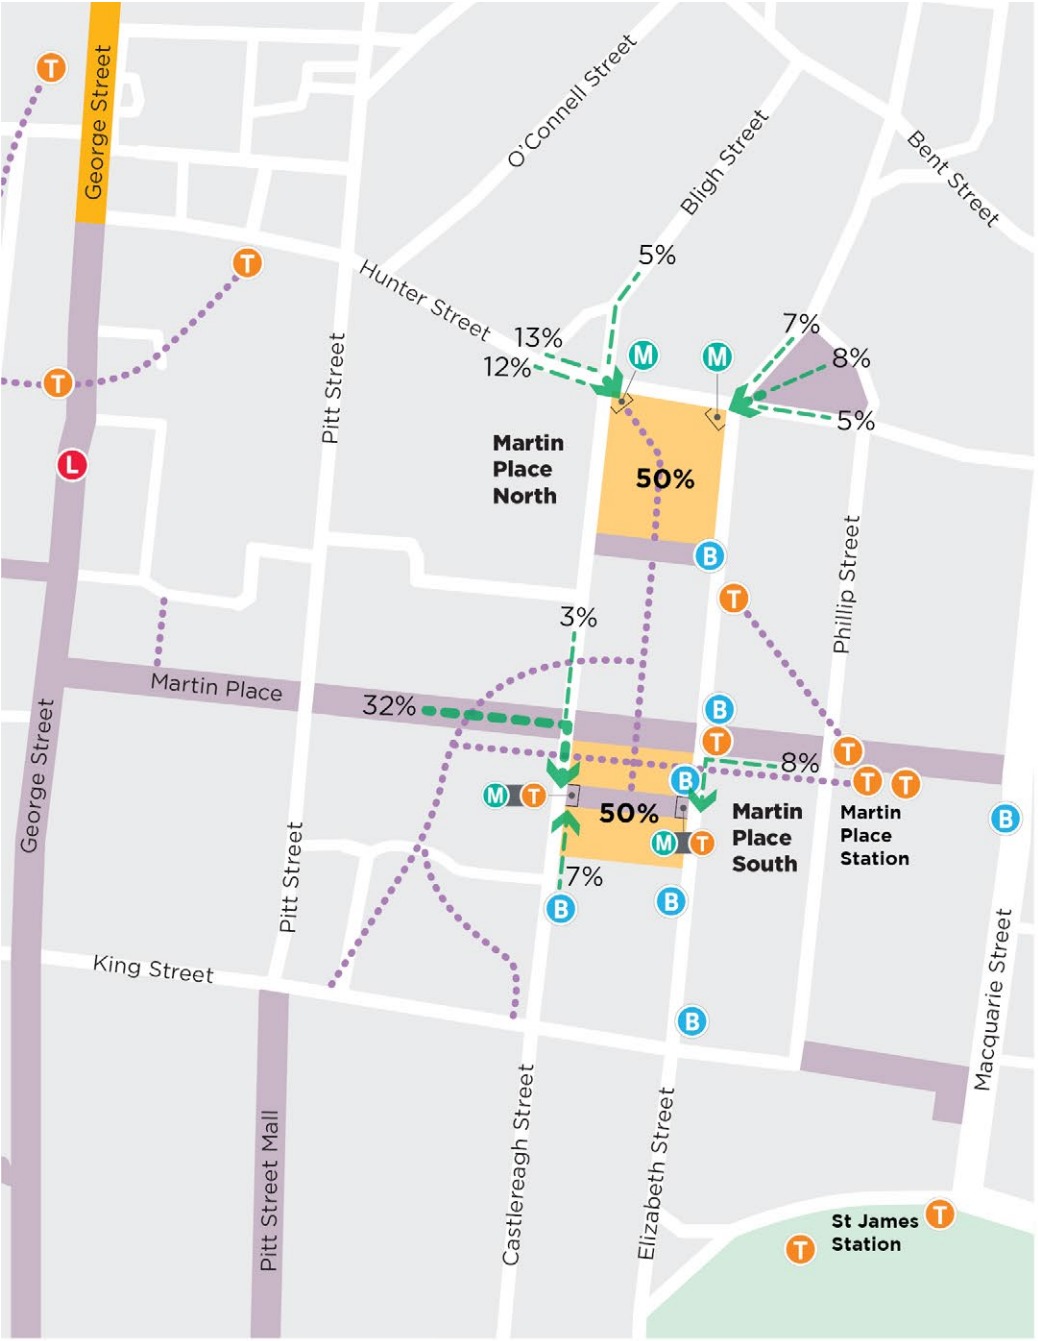 T
George Street
O'Connell Street
Bligh Street
Bent Street
T
5%
Hunter Street
7%
13%
12%
M
M
8%
T
Pitt Street
5%
L
Martin
Place
North
50%
B
Phillip Street
T
3%
Martin Place
32%
B
T
T
8%
George Street
B
T
T
M
T
50%
Martin
Place
South
Martin
Place
Station
B
M
T
Pitt Street
7%
B
B
King Street
Macquarie Street
B
Castlereagh Street
Elizabeth Street
Pitt Street Mall
St James
Station
T
T